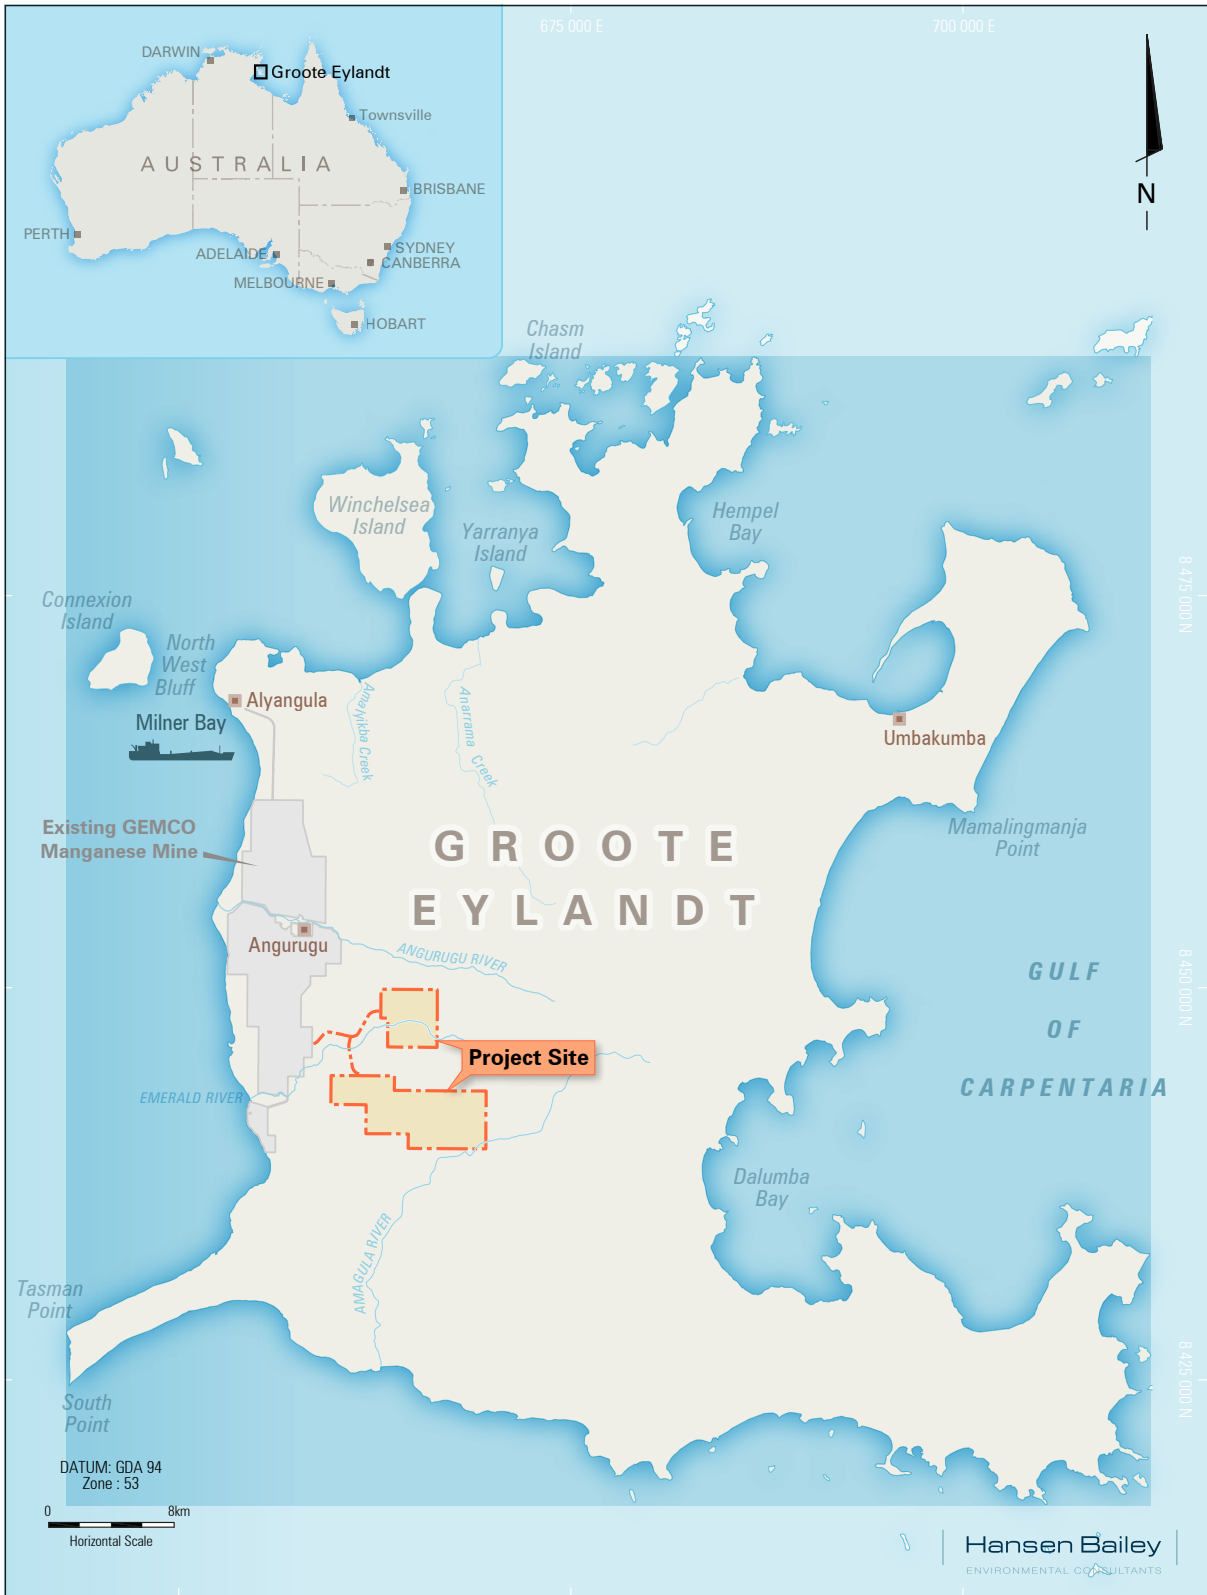 675 000 E
700 000 E
DARWIN
Groote Eylandt
Townsville
AUSTRALIA
BRISBANE
PERTH
ADELAIDE
SYDNEY
CANBERRA
MELBOURNE
HOBART
N
Chasm
Island
Winchelsea
Island
Yarranya
Island
Hempel
Bay
8 475 000 N
Connexion
Island
North
West
Bluff
Alyangula
Milner Bay
Amalyikba Creek
Anarrama Creek
Umbakumba
Existing GEMCO
Manganese Mine
GROOTE
EYLANDT
Mamalingmanja
Point
Angurugu
ANGURUGU RIVER
GULF
OF
CARPENTARIA
8 450 000 N
Project Site
EMERALD RIVER
Dalumba
Bay
AMAGULA RIVER
Tasman
Point
8 425 000 N
South
Point
DATUM: GDA 94
Zone : 53
0 8km
Horizontal Scale
Hansen Bailey
ENVIRONMENTAL CONSULTANTS